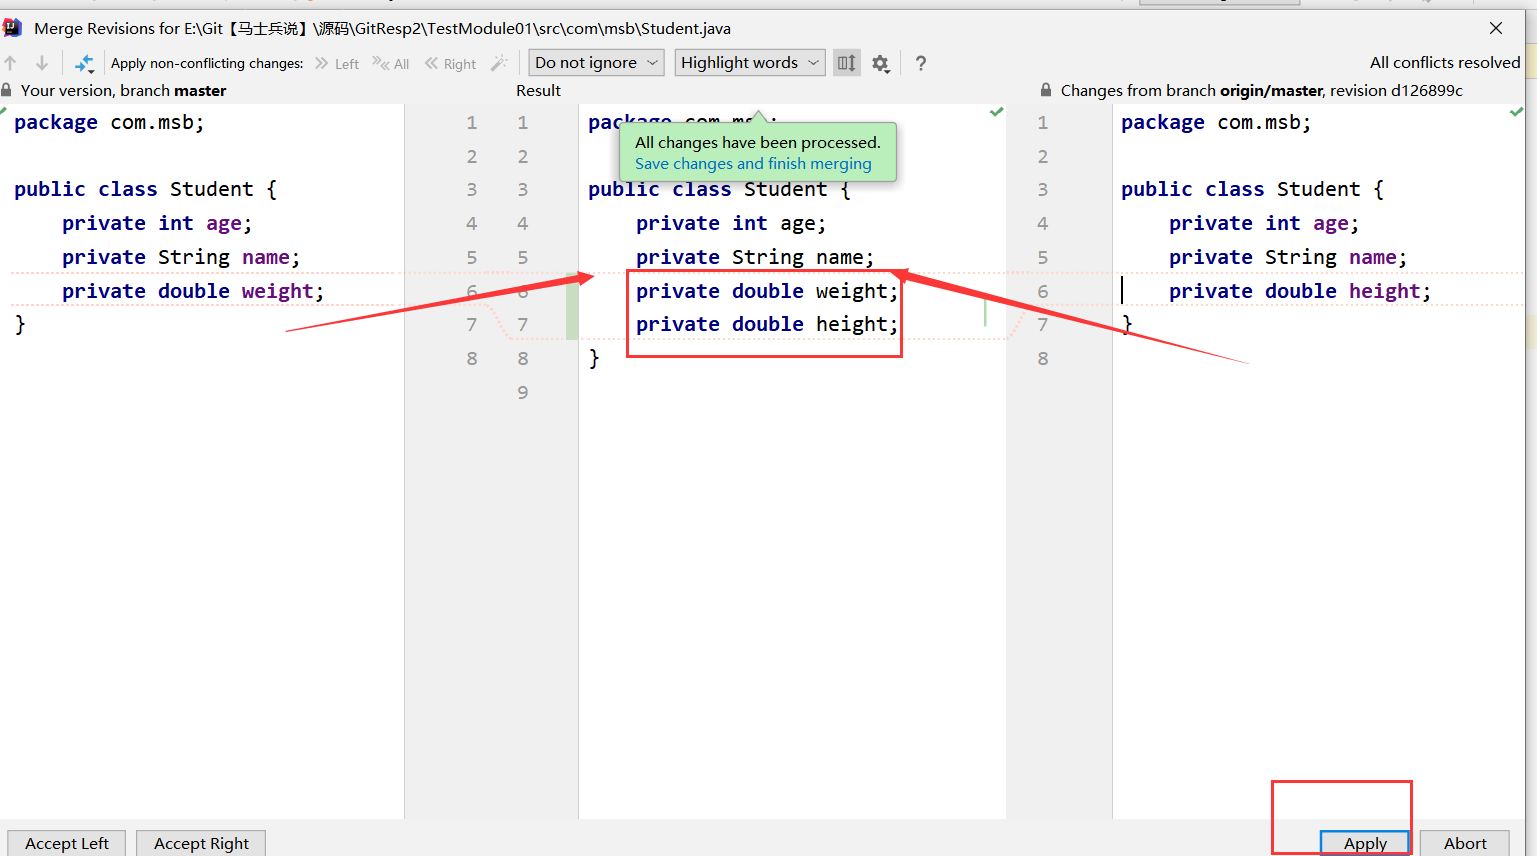 Merge Revisions for E:\Git【马士兵说】\源码\GitResp2\TestModule01\src\com\msb\Student.java
Apply non-conflicting changes: Left All Right Do not ignore Highlight words ? All conflicts resolved
Your version, branch master
Result
Changes from branch origin/master, revision d126899c
package com.msb;
public class Student {
private int age;
private String name;
private double weight;
}
1 1
2 2
3 3
4 4
5 5
6 6
7 7
8 8
9
package com.msb;
All changes have been processed.
Save changes and finish merging
public class Student {
private int age;
private String name;
private double weight;
private double height;
}
1
2
3
4
5
6
7
8
package com.msb;
public class Student {
private int age;
private String name;
private double height;
}
Accept Left Accept Right Apply Abort